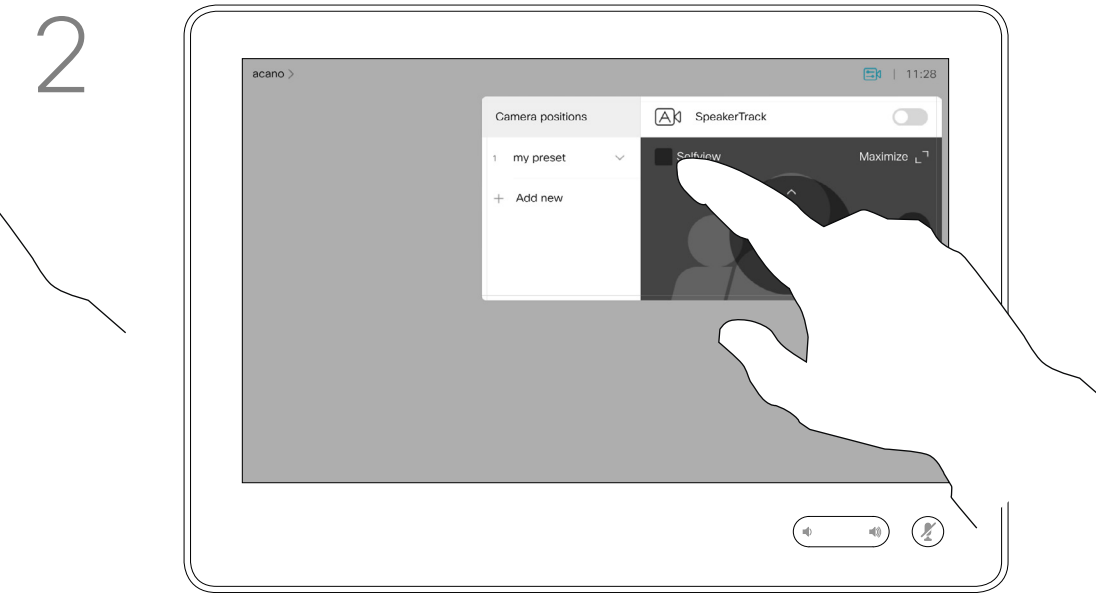 2
acano >
11:28
Camera positions
SpeakerTrack
1 my preset
Selfview
Maximize
+ Add new